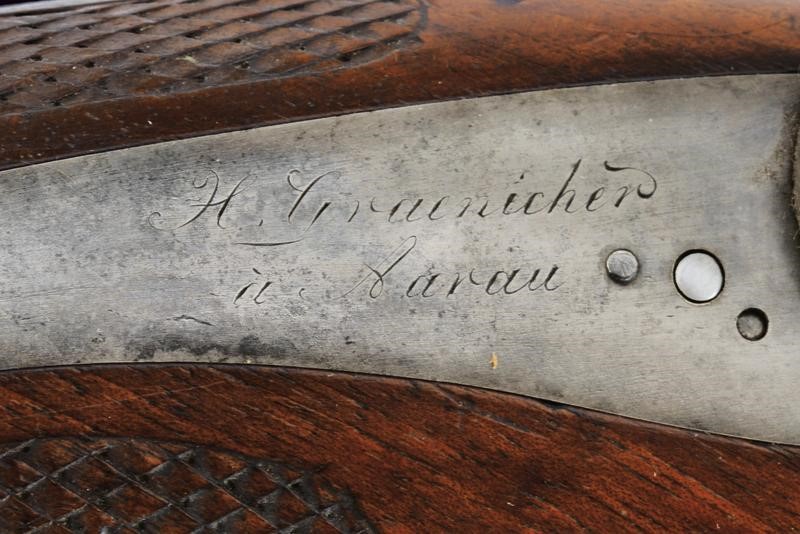 H. Graenicher
à Aarau